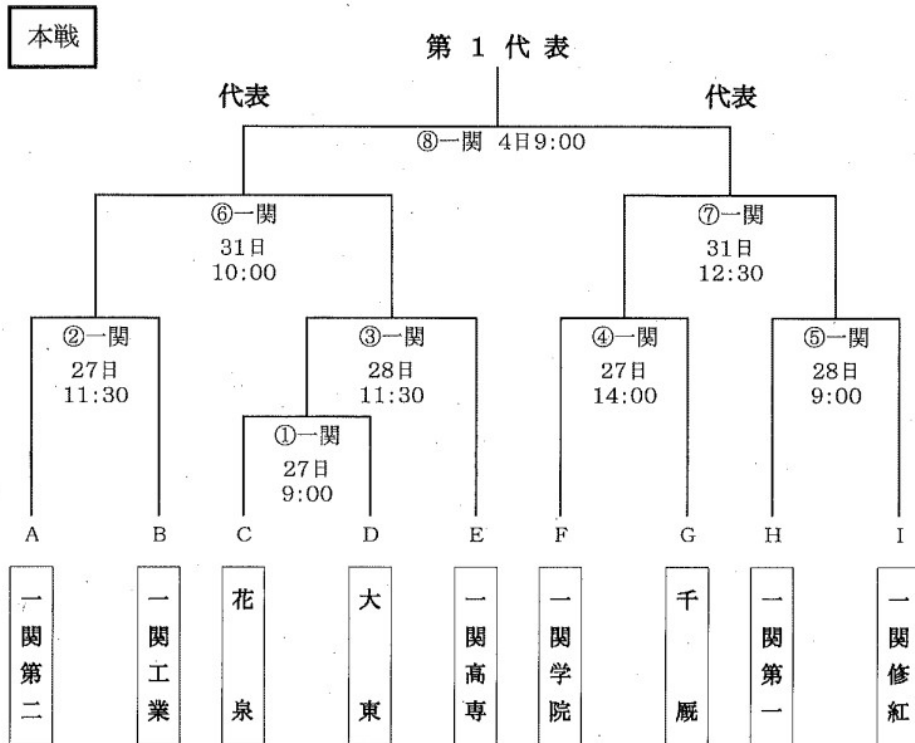 本戦
第 1 代 表
代表
代表
⑧一関 4日9:00
⑥一関
31日
10:00
⑦一関
31日
12:30
②一関
27日
11:30
③一関
28日
11:30
④一関
27日
14:00
⑤一関
28日
9:00
①一関
27日
9:00
A
B
C
D
E
F
G
H
I
一関第二
一関工業
花泉
大東
一関高専
一関学院
千厩
一関第一
一関修紅